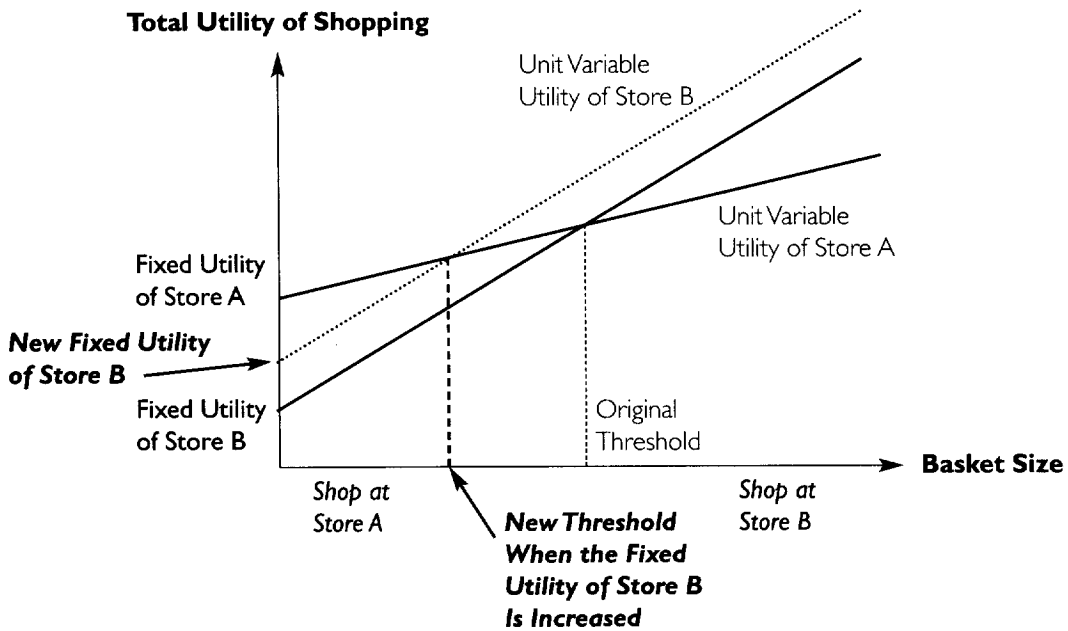 Total Utility of Shopping
Unit Variable
Utility of Store B
Unit Variable
Utility of Store A
Fixed Utility
of Store A
New Fixed Utility
of Store B
Fixed Utility
of Store B
Original
Threshold
Basket Size
Shop at
Store A
Shop at
Store B
New Threshold
When the Fixed
Utility of Store B
Is Increased